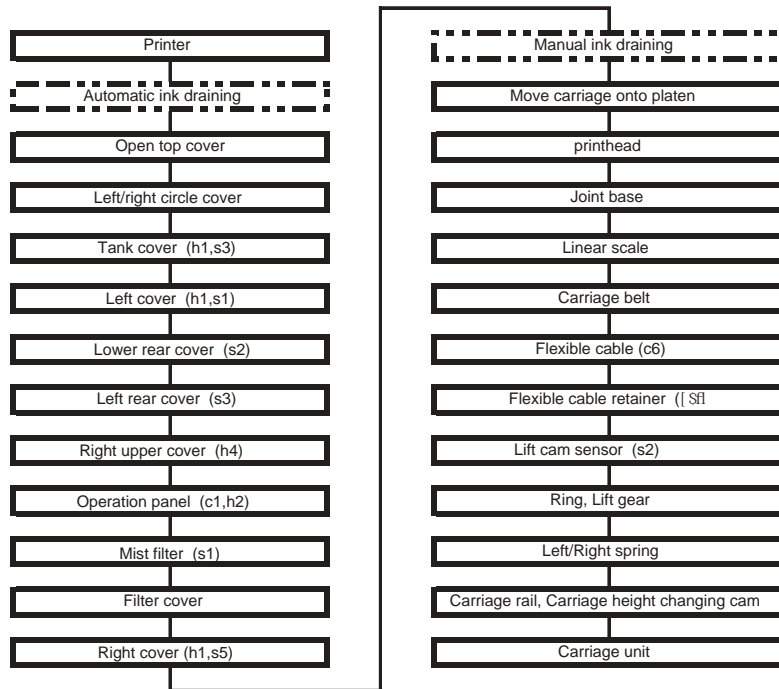 Printer
Automatic ink draining
Open top cover
Left/right circle cover
Tank cover (h1,s3)
Left cover (h1,s1)
Lower rear cover (s2)
Left rear cover (s3)
Right upper cover (h4)
Operation panel (c1,h2)
Mist filter (s1)
Filter cover
Right cover (h1,s5)
Manual ink draining
Move carriage onto platen
printhead
Joint base
Linear scale
Carriage belt
Flexible cable (c6)
Flexible cable retainer
Lift cam sensor (s2)
Ring, Lift gear
Left/Right spring
Carriage rail, Carriage height changing cam
Carriage unit